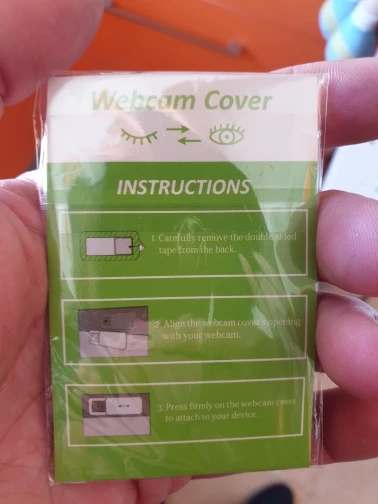 Webcam Cover
INSTRUCTIONS
1. Carefully remove the double sided
tape from the back.
2. Align the webcam cover's opening
with your webcam.
3. Press firmly on the webcam cover
to attach to your device.